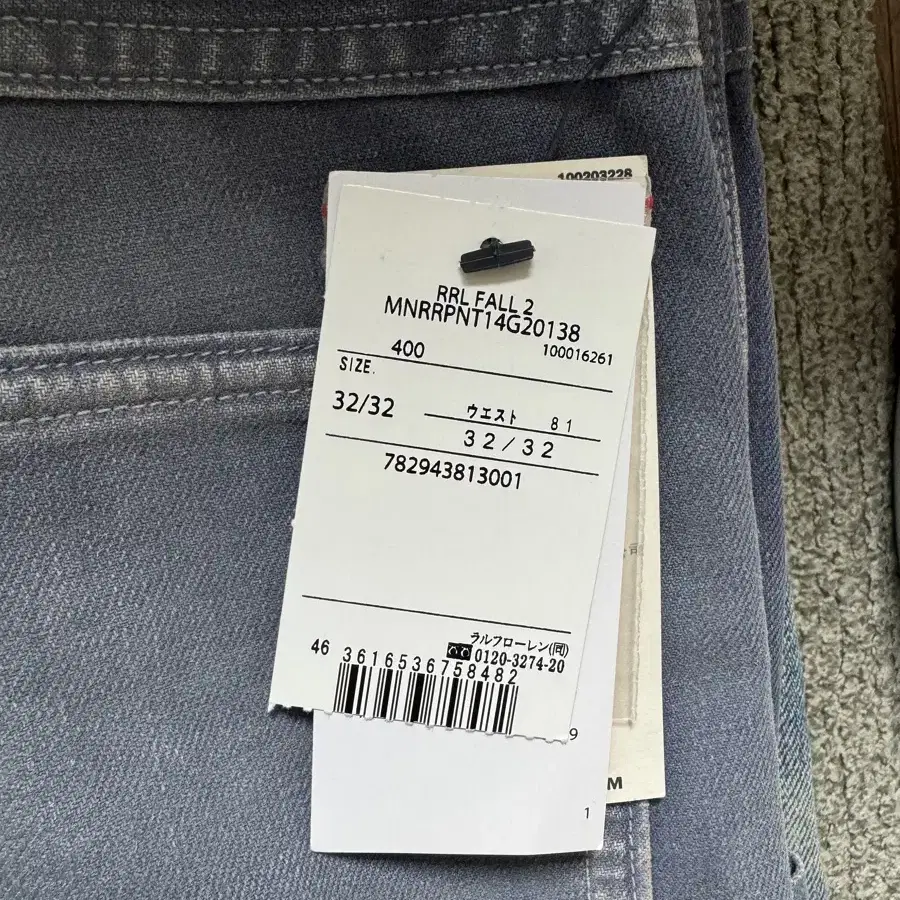 100203228
RRL FALL 2
MNRRPNT14G20138
400 100016261
SIZE.
32/32 ウエスト 81
32/32
782943813001
司
ラルフローレン(同)
0120-3274-20
46 3616536758482
9
M
1